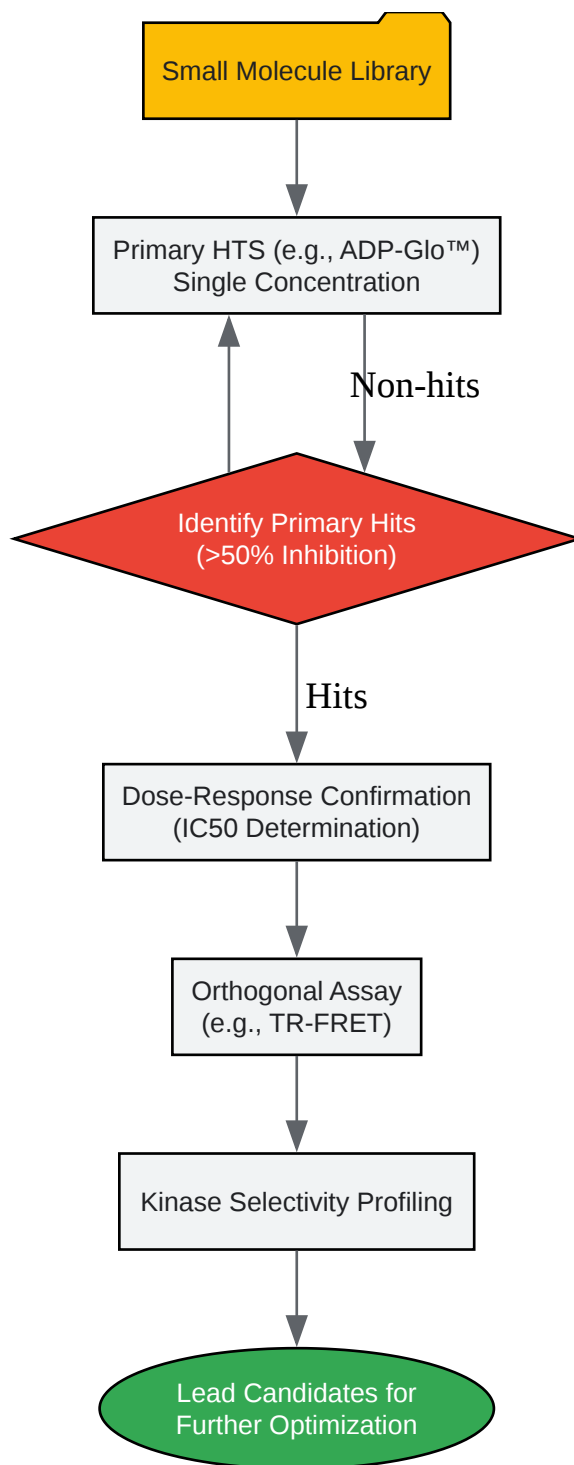 Small Molecule Library
Primary HTS (e.g., ADP-Glo™)
Single Concentration
Non-hits
Identify Primary Hits
(>50% Inhibition)
Hits
Dose-Response Confirmation
(IC50 Determination)
Orthogonal Assay
(e.g., TR-FRET)
Kinase Selectivity Profiling
Lead Candidates for
Further Optimization